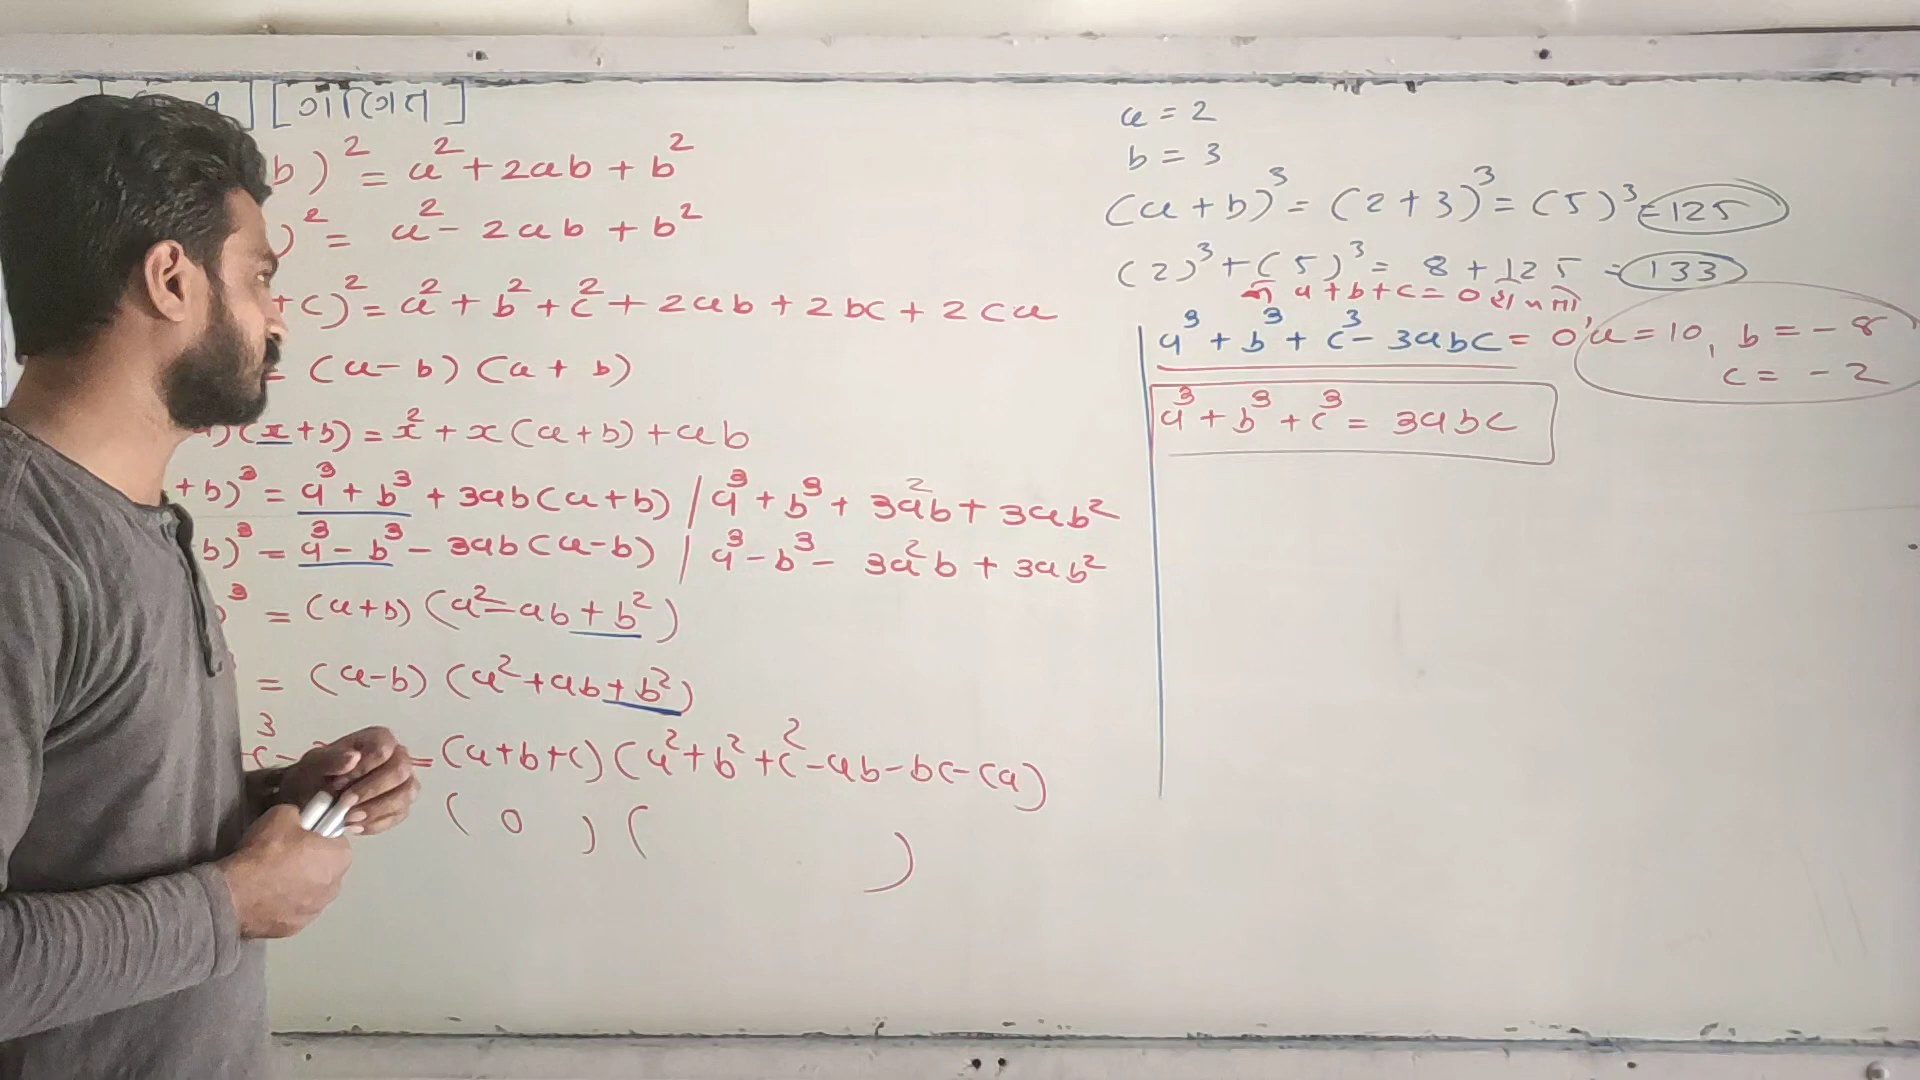 9] [ગણિત]
b)² = a² + 2ab + b²
)² = a² - 2ab + b²
+c)² = a² + b² + c² + 2ab + 2bc + 2ca
= (a-b) (a+b)
)(x+b) = x² + x(a+b) + ab
+b)³ = a³ + b³ + 3ab(a+b) / a³ + b³ + 3a²b + 3ab²
b)³ = a³ - b³ - 3ab(a-b) / a³ - b³ - 3a²b + 3ab²
³ = (a+b) (a² - ab + b²)
= (a-b) (a² + ab + b²)
c³ - = (a+b+c) (a² + b² + c² - ab - bc - ca)
( 0 ) ( )
a = 2
b = 3
(a+b)³ = (2+3)³ = (5)³ = 125
(2)³ + (5)³ = 8 + 125 = 133
જો a+b+c = 0 હોય તો,
a³ + b³ + c³ - 3abc = 0 a = 10, b = -8
c = -2
a³ + b³ + c³ = 3abc